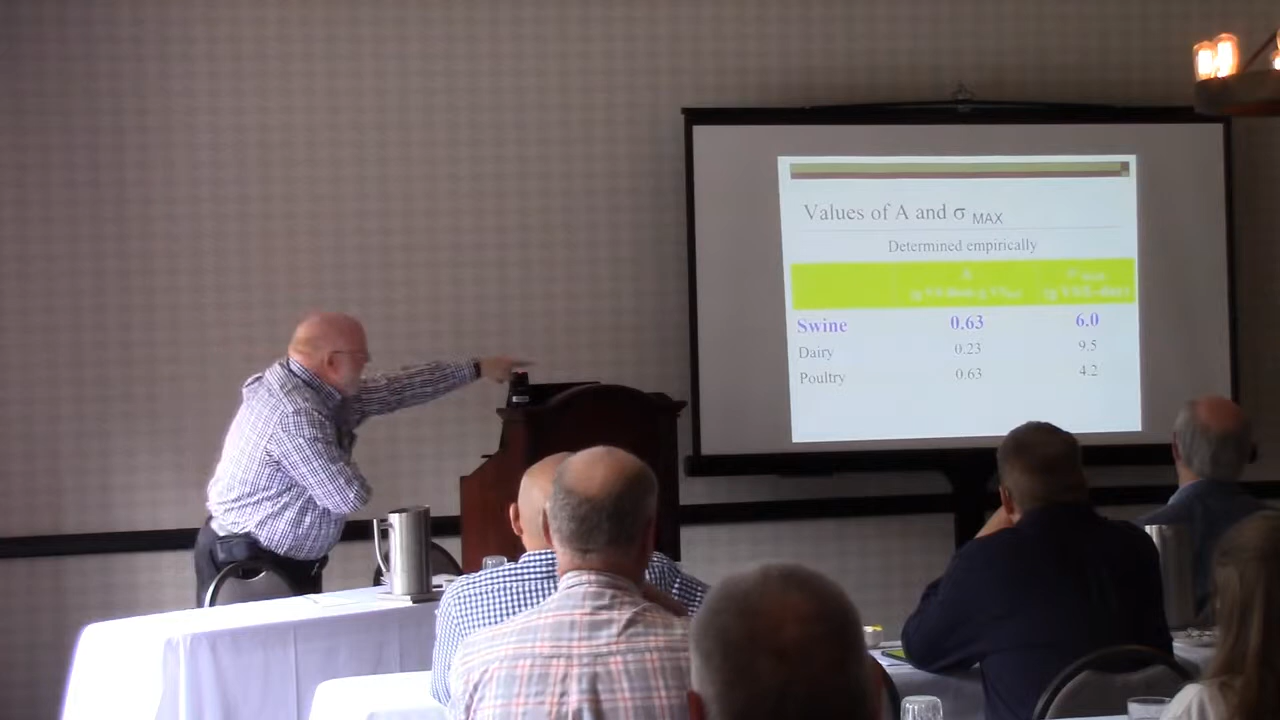 Values of A and σ MAX
Determined empirically
Swine 0.63 6.0
Dairy 0.23 9.5
Poultry 0.63 4.2